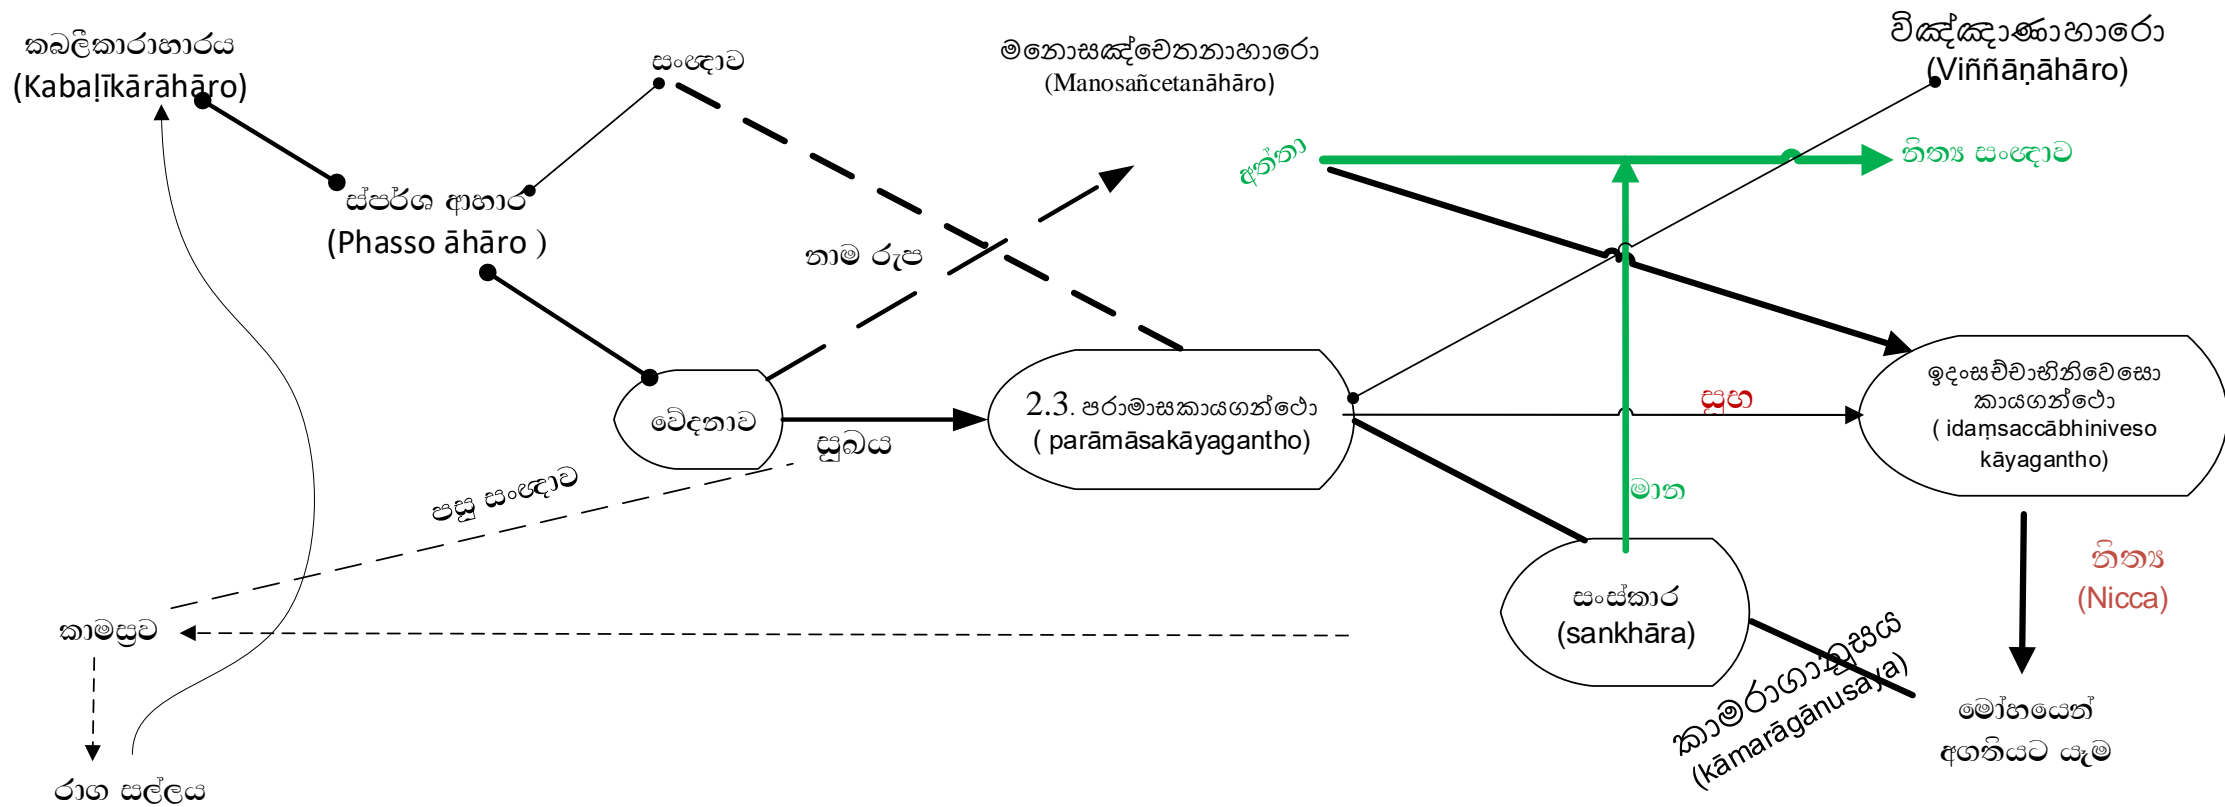 කබලීකාරාහාරය
(Kabaḷīkārāhāro)
සංඥාව
මනොසඤ්චෙතනාහාරො
(Manosañcetanāhāro)
විඤ්ඤාණාහාරො
(Viññāṇāhāro)
අත්තා
නිත්‍ය සංඥාව
ස්පර්ශ ආහාර
(Phasso āhāro )
නාම රුප
වේදනාව
සුඛය
2.3. පරාමාසකායගන්ථො
( parāmāsakāyagantho)
සුභ
ඉදංසච්චාභිනිවෙසො
කායගන්ථො
( idaṃsaccābhiniveso
kāyagantho)
පසු සංඥාව
මාන
නිත්‍ය
(Nicca)
කාමස්‍රව
සංස්කාර
(sankhāra)
කාමරාගානුසය
(kāmarāgānusaya)
මෝහයෙන්
අගතියට යෑම
රාග සල්ලය